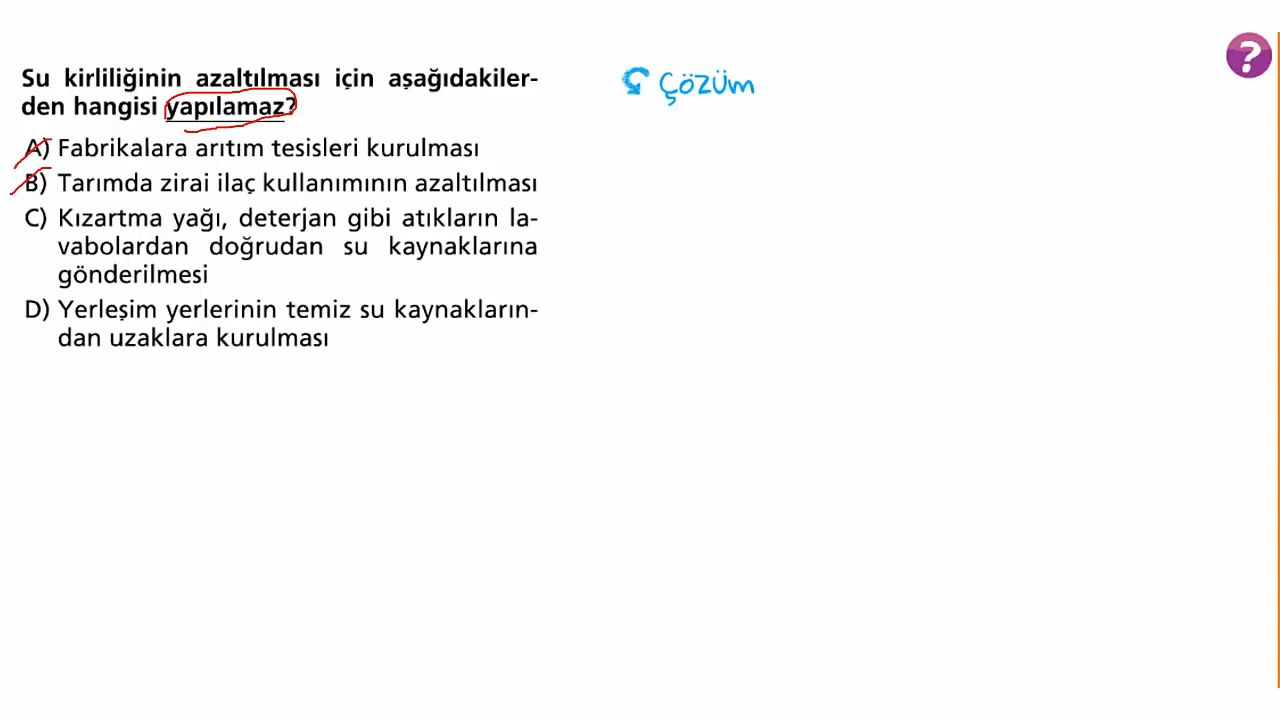 Su kirliliğinin azaltılması için aşağıdakiler-
den hangisi yapılamaz?
A) Fabrikalara arıtım tesisleri kurulması
B) Tarımda zirai ilaç kullanımının azaltılması
C) Kızartma yağı, deterjan gibi atıkların la-
vabolardan doğrudan su kaynaklarına
gönderilmesi
D) Yerleşim yerlerinin temiz su kaynakların-
dan uzaklara kurulması
Çözüm
?